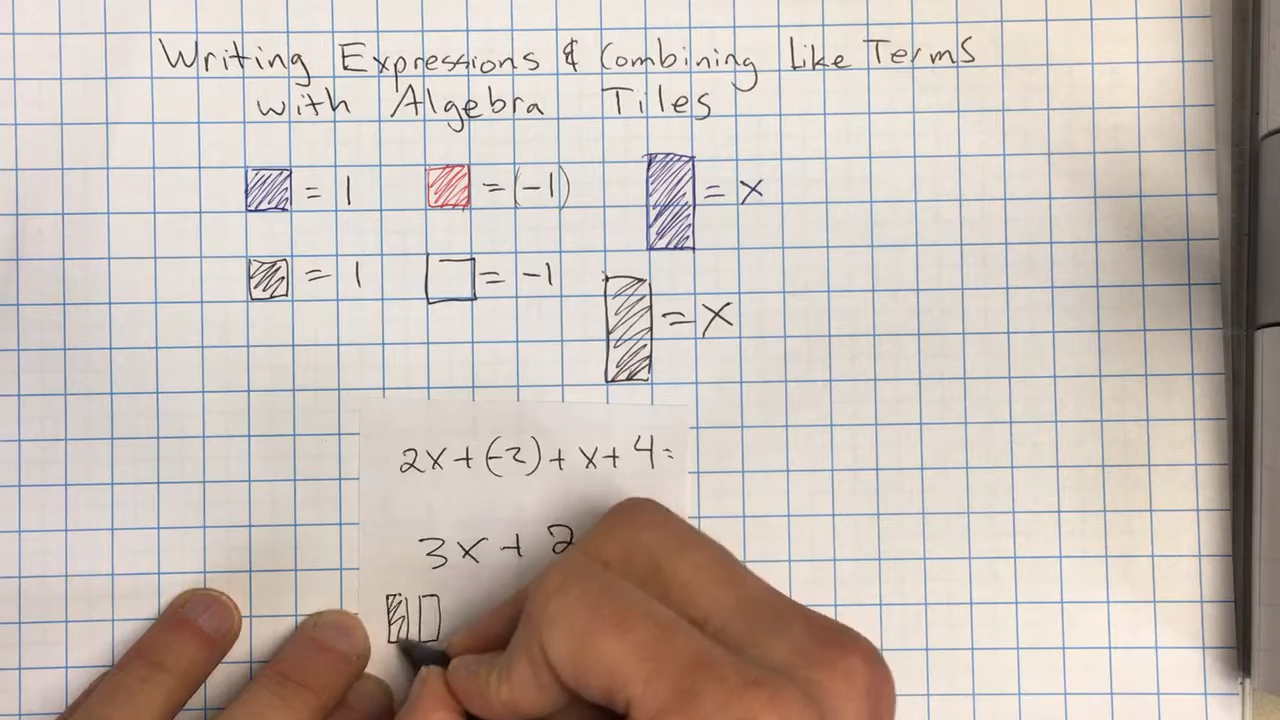 Writing Expressions & Combining Like Terms
with Algebra Tiles
= 1 = (-1) = x
= 1 = -1
= x
2x + (-2) + x + 4 =
3x + 2